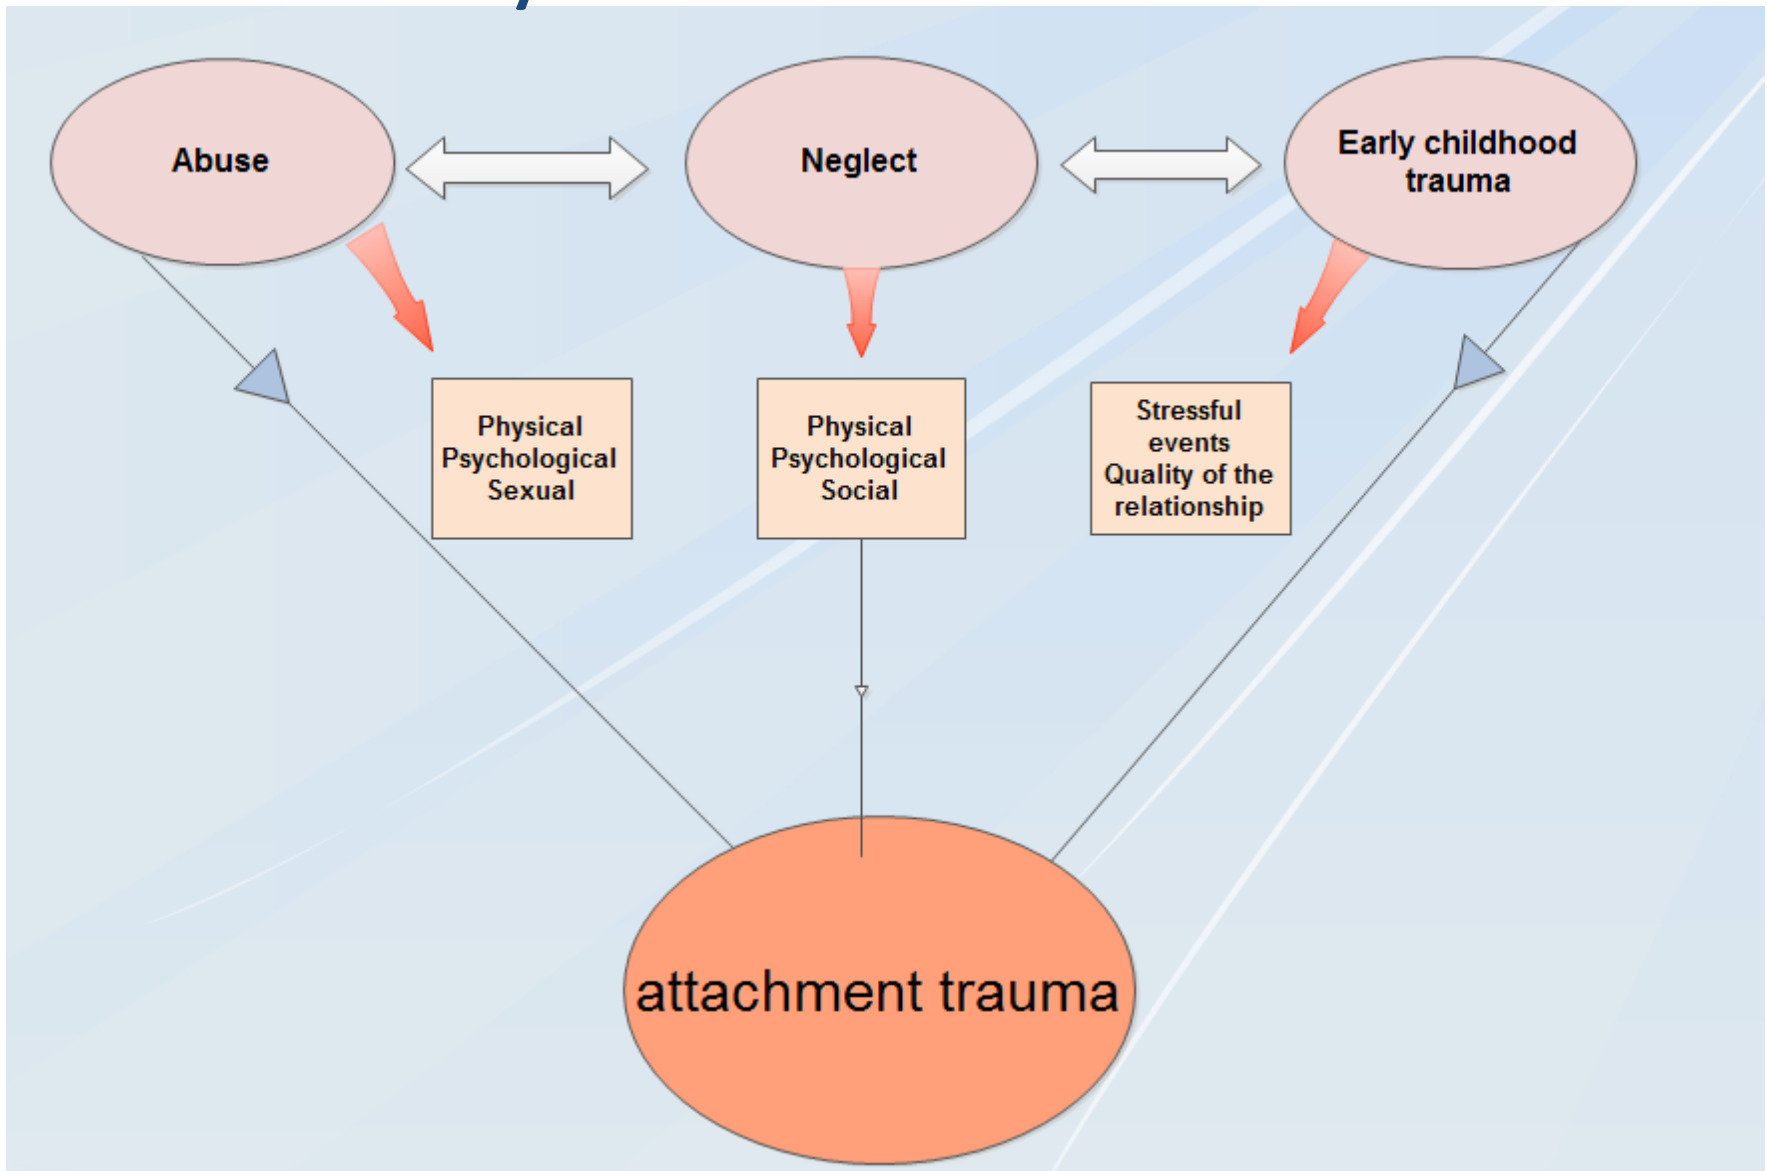 Abuse
Neglect
Early childhood
trauma
Physical
Psychological
Sexual
Physical
Psychological
Social
Stressful
events
Quality of the
relationship
attachment trauma